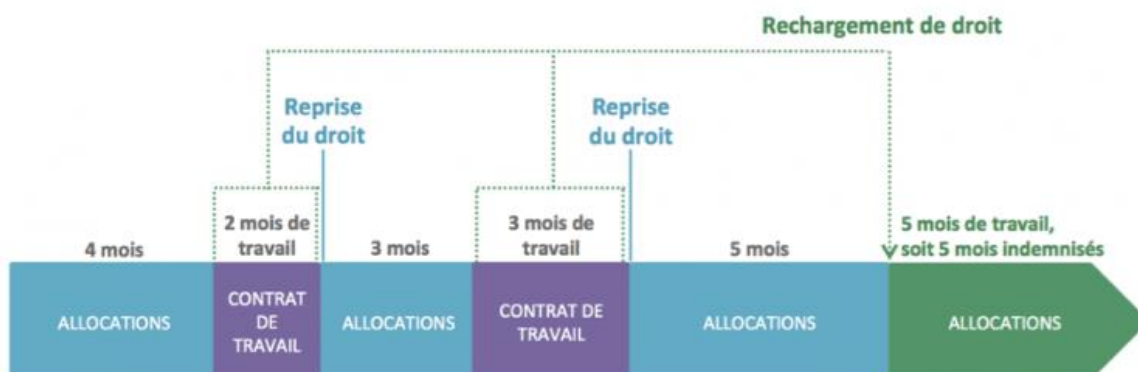 Rechargement de droit
Reprise
du droit
Reprise
du droit
4 mois
2 mois de
travail
3 mois
3 mois de
travail
5 mois
5 mois de travail,
soit 5 mois indemnisés
ALLOCATIONS
CONTRAT
DE
TRAVAIL
ALLOCATIONS
CONTRAT DE
TRAVAIL
ALLOCATIONS
ALLOCATIONS